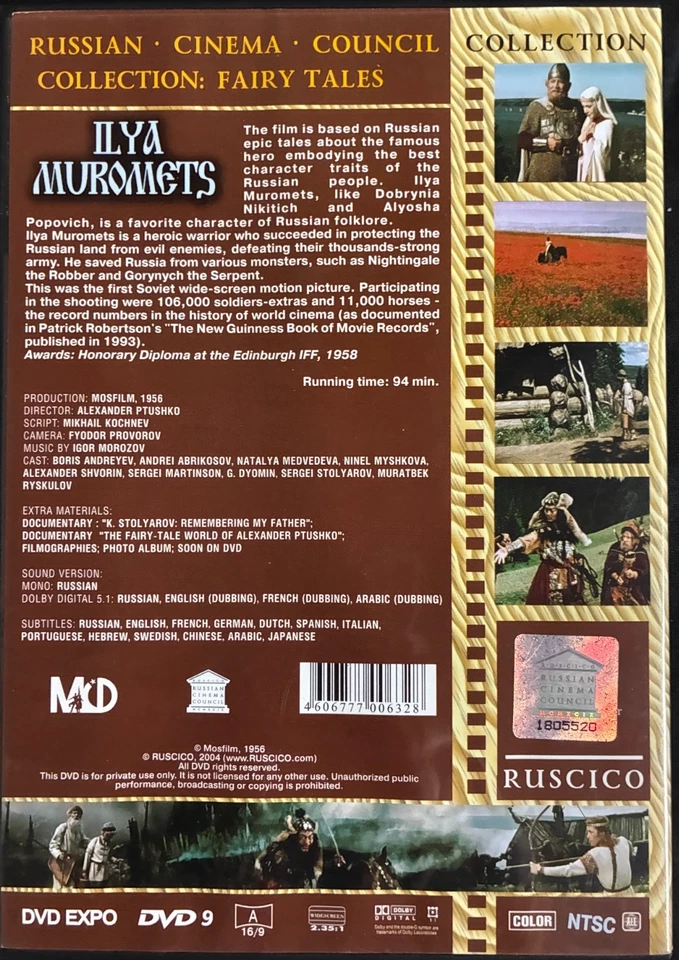 RUSSIAN · CINEMA · COUNCIL COLLECTION
COLLECTION: FAIRY TALES
ILYA
MUROMETS
The film is based on Russian
epic tales about the famous
hero embodying the best
character traits of the
Russian people. Ilya
Muromets, like Dobrynia
Nikitich and Alyosha
Popovich, is a favorite character of Russian folklore.
Ilya Muromets is a heroic warrior who succeeded in protecting the
Russian land from evil enemies, defeating their thousands-strong
army. He saved Russia from various monsters, such as Nightingale
the Robber and Gorynych the Serpent.
This was the first Soviet wide-screen motion picture. Participating
in the shooting were 106,000 soldiers-extras and 11,000 horses -
the record numbers in the history of world cinema (as documented
in Patrick Robertson's "The New Guinness Book of Movie Records",
published in 1993).
Awards: Honorary Diploma at the Edinburgh IFF, 1958
Running time: 94 min.
PRODUCTION: MOSFILM, 1956
DIRECTOR: ALEXANDER PTUSHKO
SCRIPT: MIKHAIL KOCHNEV
CAMERA: FYODOR PROVOROV
MUSIC BY IGOR MOROZOV
CAST: BORIS ANDREYEV, ANDREI ABRIKOSOV, NATALYA MEDVEDEVA, NINEL MYSHKOVA,
ALEXANDER SHVORIN, SERGEI MARTINSON, G. DYOMIN, SERGEI STOLYAROV, MURATBEK
RYSKULOV
EXTRA MATERIALS:
DOCUMENTARY : "K. STOLYAROV: REMEMBERING MY FATHER";
DOCUMENTARY "THE FAIRY-TALE WORLD OF ALEXANDER PTUSHKO";
FILMOGRAPHIES; PHOTO ALBUM; SOON ON DVD
SOUND VERSION:
MONO: RUSSIAN
DOLBY DIGITAL 5.1: RUSSIAN, ENGLISH (DUBBING), FRENCH (DUBBING), ARABIC (DUBBING)
SUBTITLES: RUSSIAN, ENGLISH, FRENCH, GERMAN, DUTCH, SPANISH, ITALIAN,
PORTUGUESE, HEBREW, SWEDISH, CHINESE, ARABIC, JAPANESE
RUSCICO
RUSSIAN
CINEMA
COUNCIL
4 606777 006328
RUSCICO
RUSSIAN
CINEMA
COUNCIL
1805520
RUSCICO
© Mosfilm, 1956
© RUSCICO, 2004 (www.RUSCICO.com)
All DVD rights reserved.
This DVD is for private use only. It is not licensed for any other use. Unauthorized public
performance, broadcasting or copying is prohibited.
DVD EXPO DVD 9
A
16/9
WIDESCREEN
2.35:1
DOLBY
DIGITAL
Dolby and the double-D symbol are
trademarks of Dolby Laboratories
COLOR NTSC